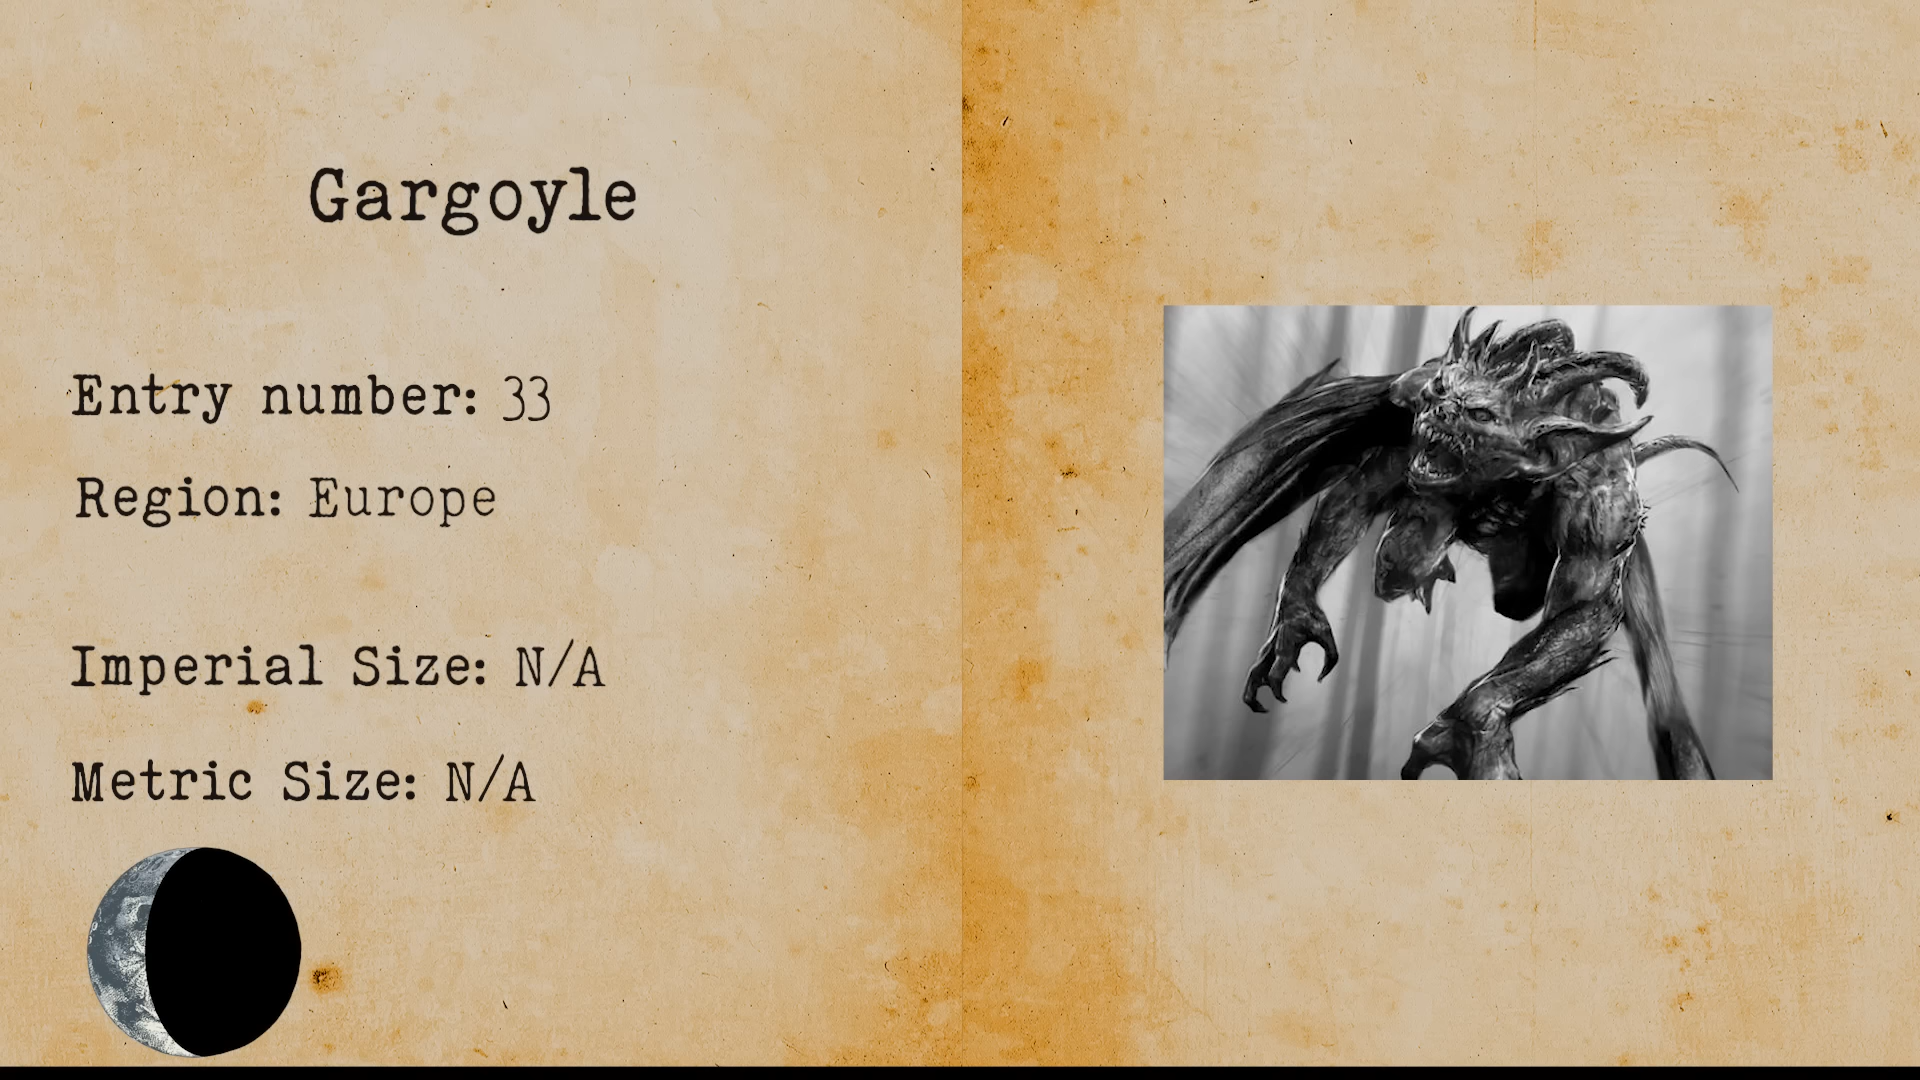 Gargoyle
Entry number: 33
Region: Europe
Imperial Size: N/A
Metric Size: N/A